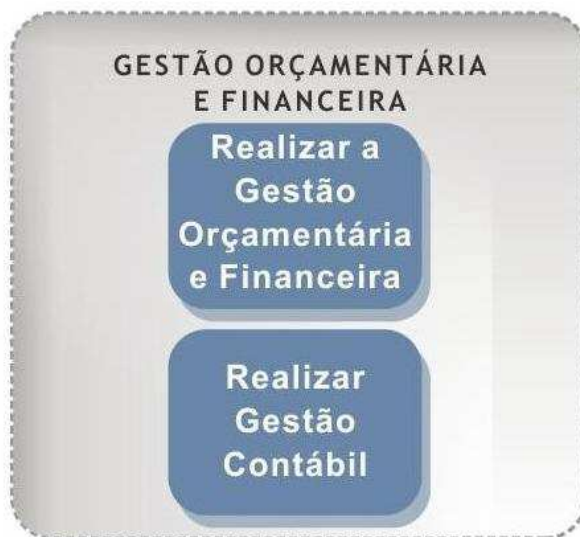 GESTÃO ORÇAMENTÁRIA
E FINANCEIRA
Realizar a
Gestão
Orçamentária
e Financeira
Realizar
Gestão
Contábil